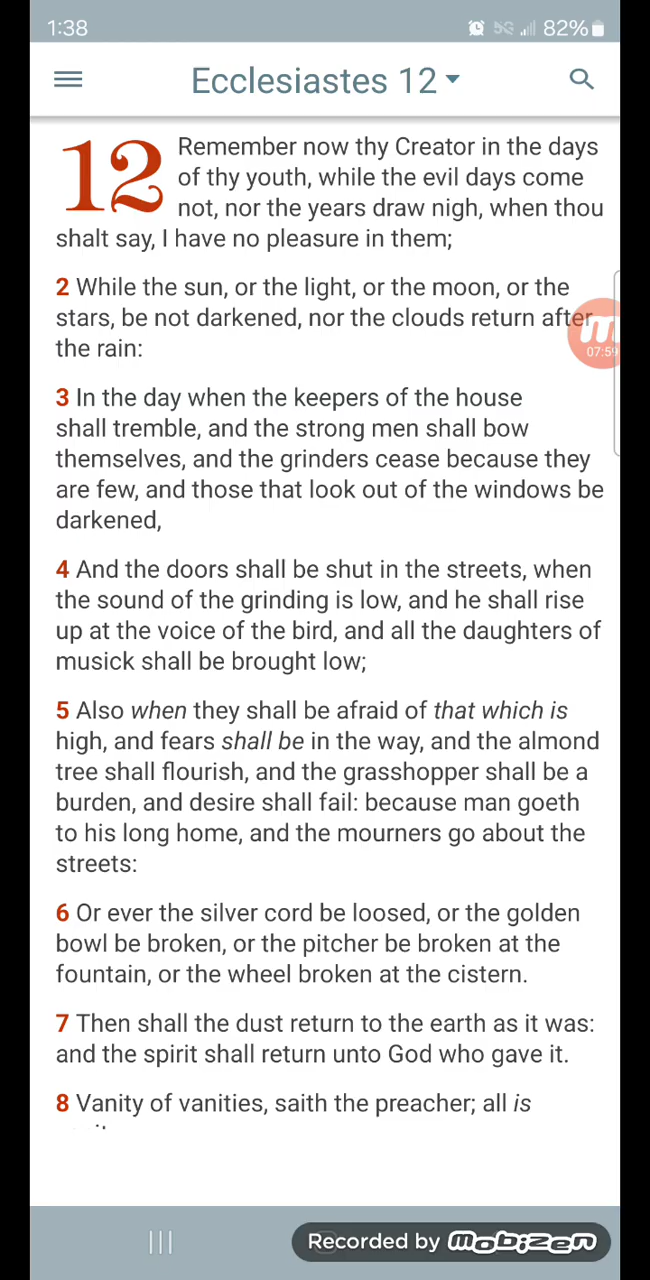 1:38
5G 82%
Ecclesiastes 12
12 Remember now thy Creator in the days
of thy youth, while the evil days come
not, nor the years draw nigh, when thou
shalt say, I have no pleasure in them;
2 While the sun, or the light, or the moon, or the
stars, be not darkened, nor the clouds return after
the rain:
07:59
3 In the day when the keepers of the house
shall tremble, and the strong men shall bow
themselves, and the grinders cease because they
are few, and those that look out of the windows be
darkened,
4 And the doors shall be shut in the streets, when
the sound of the grinding is low, and he shall rise
up at the voice of the bird, and all the daughters of
musick shall be brought low;
5 Also when they shall be afraid of that which is
high, and fears shall be in the way, and the almond
tree shall flourish, and the grasshopper shall be a
burden, and desire shall fail: because man goeth
to his long home, and the mourners go about the
streets:
6 Or ever the silver cord be loosed, or the golden
bowl be broken, or the pitcher be broken at the
fountain, or the wheel broken at the cistern.
7 Then shall the dust return to the earth as it was:
and the spirit shall return unto God who gave it.
8 Vanity of vanities, saith the preacher; all is
Recorded by Mobizen